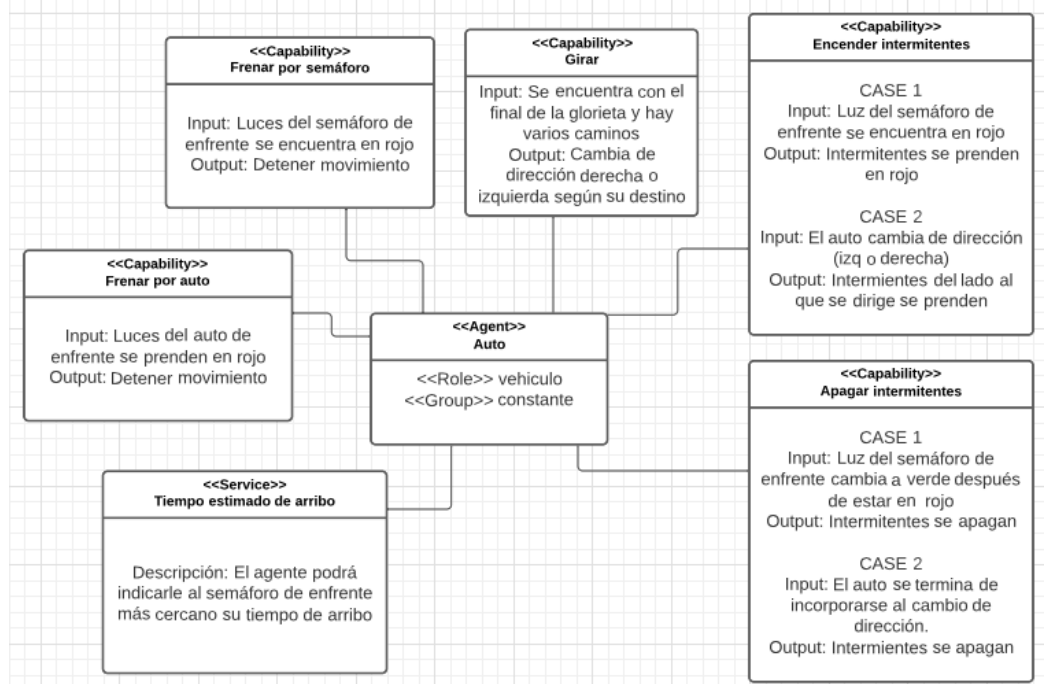 <<Capability>>
Frenar por semáforo
Input: Luces del semáforo de
enfrente se encuentra en rojo
Output: Detener movimiento
<<Capability>>
Girar
Input: Se encuentra con el
final de la glorieta y hay
varios caminos
Output: Cambia de
dirección derecha o
izquierda según su destino
<<Capability>>
Encender intermitentes
CASE 1
Input: Luz del semáforo de
enfrente se encuentra en rojo
Output: Intermitentes se prenden
en rojo
CASE 2
Input: El auto cambia de dirección
(izq o derecha)
Output: Intermientes del lado al
que se dirige se prenden
<<Capability>>
Frenar por auto
Input: Luces del auto de
enfrente se prenden en rojo
Output: Detener movimiento
<<Agent>>
Auto
<<Role>> vehiculo
<<Group>> constante
<<Capability>>
Apagar intermitentes
CASE 1
Input: Luz del semáforo de
enfrente cambia a verde después
de estar en rojo
Output: Intermitentes se apagan
CASE 2
Input: El auto se termina de
incorporarse al cambio de
dirección.
Output: Intermientes se apagan
<<Service>>
Tiempo estimado de arribo
Descripción: El agente podrá
indicarle al semáforo de enfrente
más cercano su tiempo de arribo